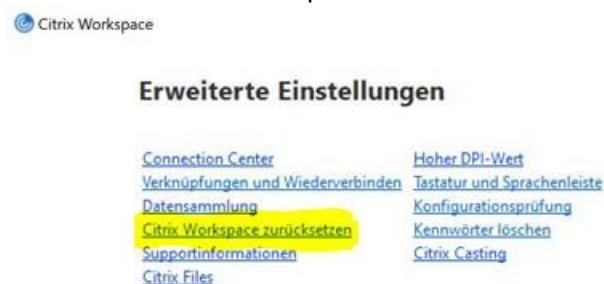 Citrix Workspace
Erweiterte Einstellungen
Connection Center
Verknüpfungen und Wiederverbinden
Datensammlung
Citrix Workspace zurücksetzen
Supportinformationen
Citrix Files
Hoher DPI-Wert
Tastatur und Sprachenleiste
Konfigurationsprüfung
Kennwörter löschen
Citrix Casting